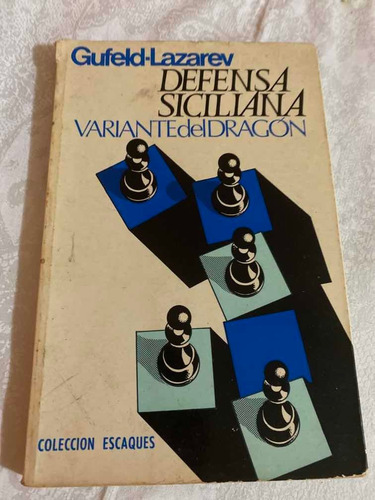 Gufeld-Lazarev
DEFENSA
SICILIANA
VARIANTE del DRAGÓN
COLECCION ESCAQUES